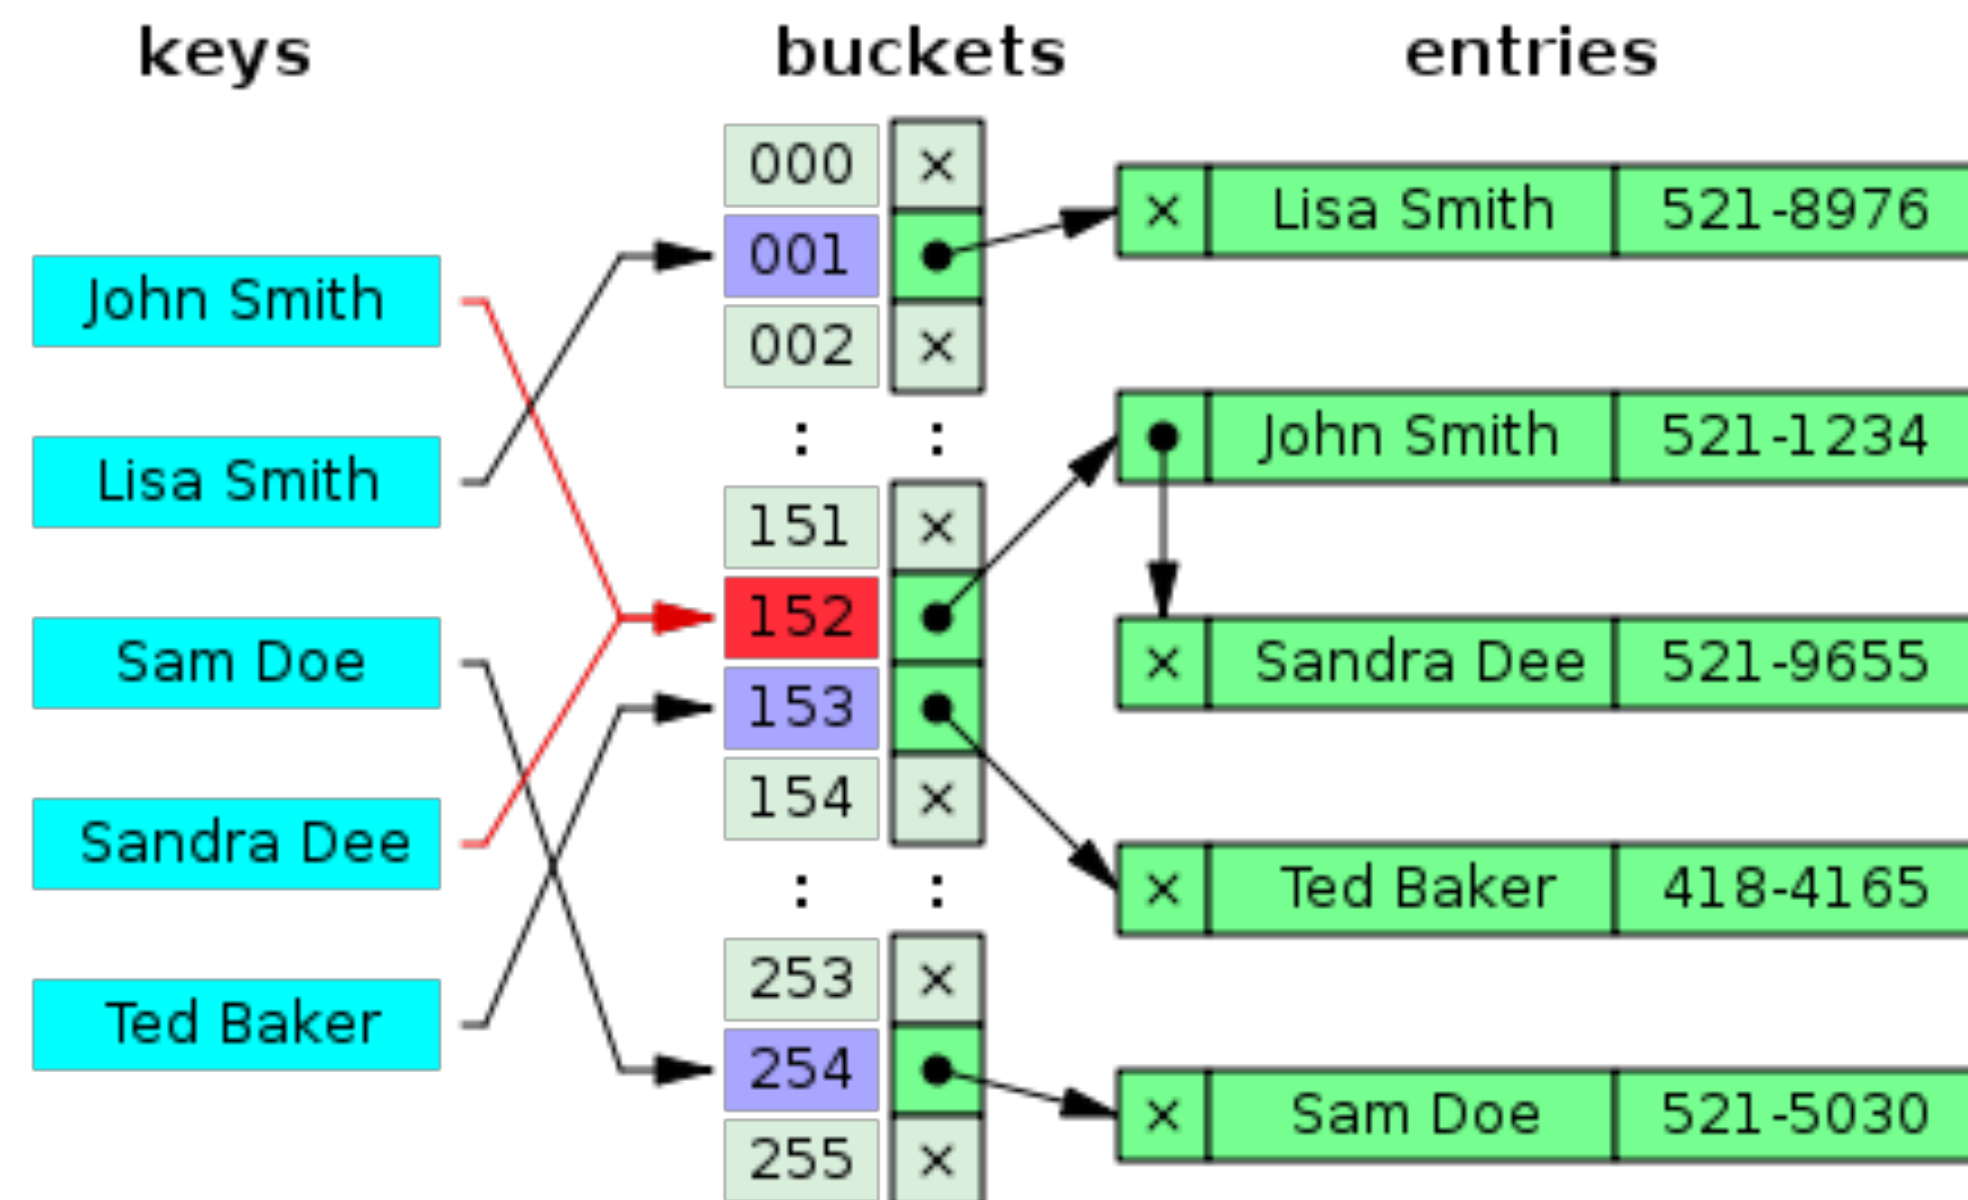 keys
buckets
entries
John Smith
Lisa Smith
Sam Doe
Sandra Dee
Ted Baker
000
001
002
:
:
151
152
153
154
:
:
253
254
255
Lisa Smith 521-8976
John Smith 521-1234
Sandra Dee 521-9655
Ted Baker 418-4165
Sam Doe 521-5030